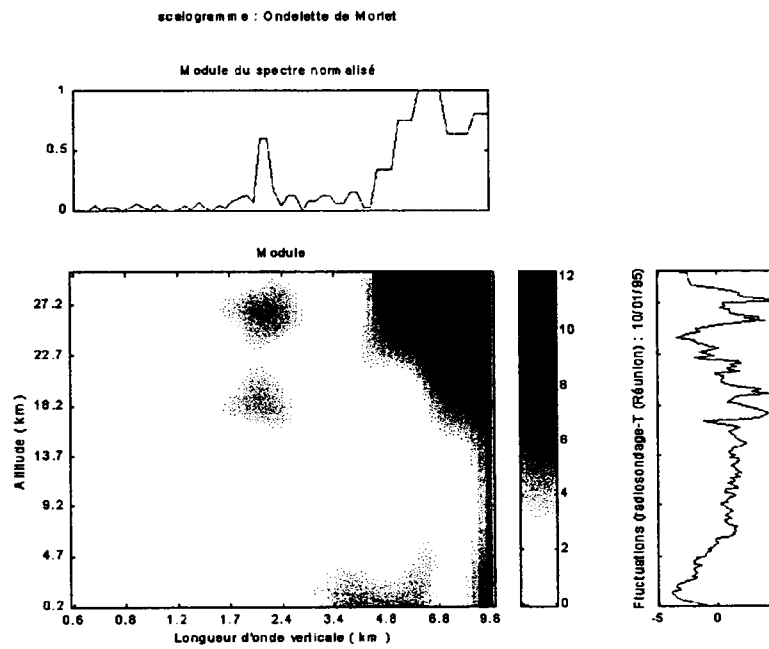 scalogramme : Ondelette de Morlet
Module du spectre normalisé
1
0.5
0
Module
27.2
22.7
18.2
13.7
9.2
4.7
0.2
Altitude ( km )
0.6 0.8 1.2 1.7 2.4 3.4 4.8 6.8 9.6
Longueur d'onde verticale ( km )
12
10
8
6
4
2
0
Fluctuations (radiosondage-T (Réunion) : 10/01/95)
-5 0